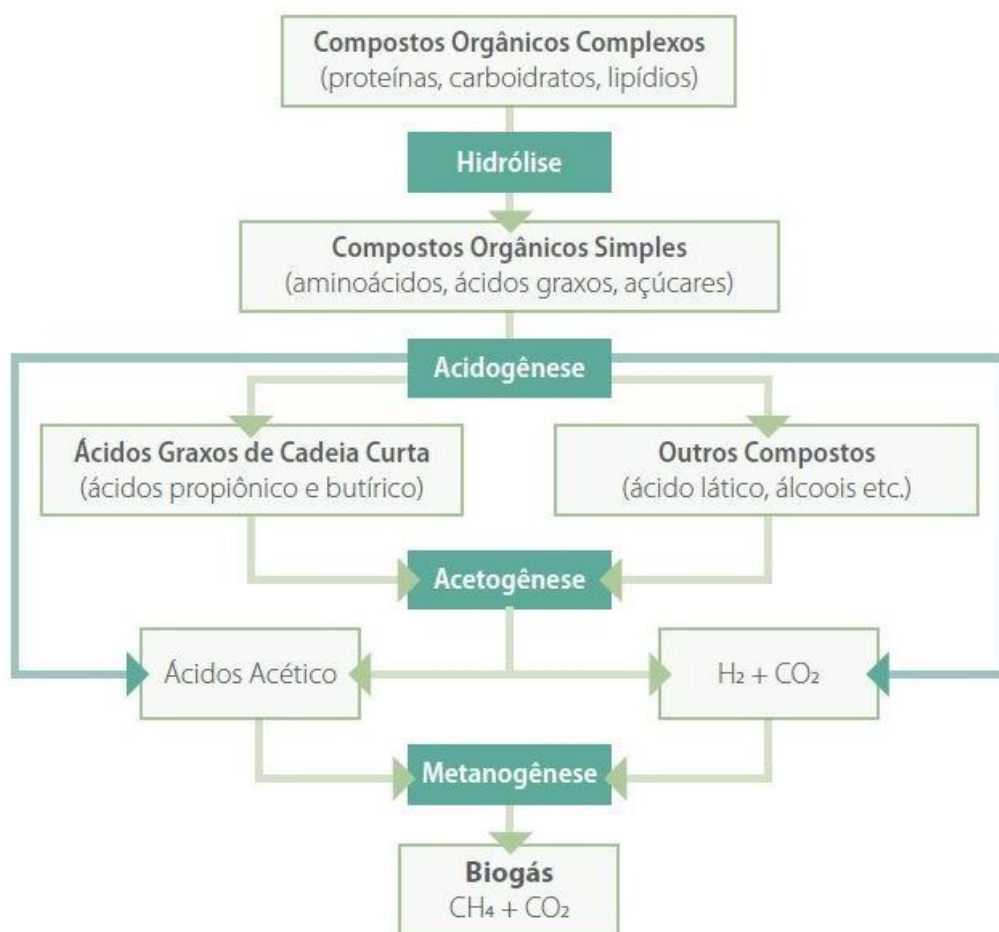 Compostos Orgânicos Complexos
(proteínas, carboidratos, lipídios)
Hidrólise
Compostos Orgânicos Simples
(aminoácidos, ácidos graxos, açúcares)
Acidogênese
Ácidos Graxos de Cadeia Curta
(ácidos propiônico e butírico)
Outros Compostos
(ácido lático, álcoois etc.)
Acetogênese
Ácidos Acético
H₂ + CO₂
Metanogênese
Biogás
CH₄ + CO₂